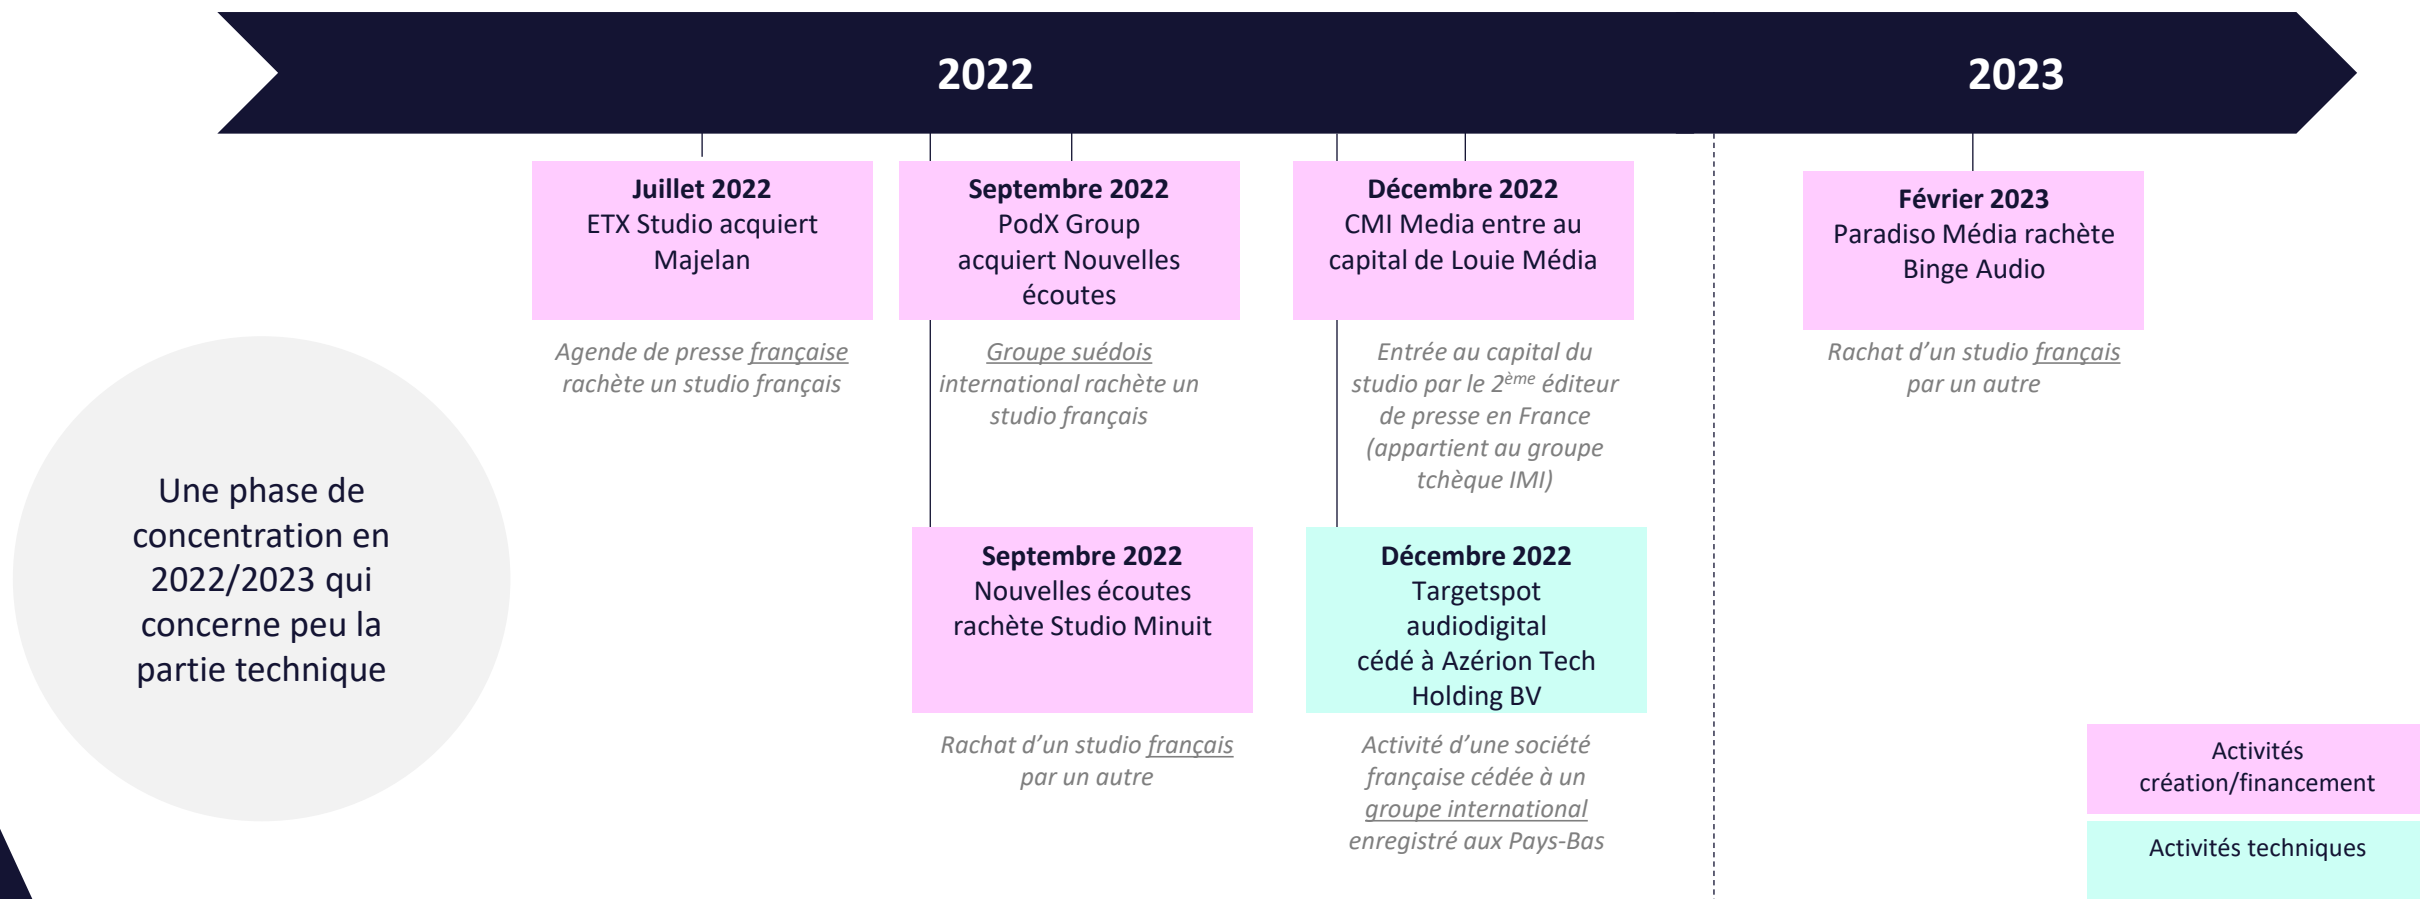 2022
2023
Juillet 2022
ETX Studio acquiert
Majelan
Agende de presse française
rachète un studio français
Septembre 2022
PodX Group
acquiert Nouvelles
écoutes
Groupe suédois
international rachète un
studio français
Décembre 2022
CMI Media entre au
capital de Louie Média
Entrée au capital du
studio par le 2ème éditeur
de presse en France
(appartient au groupe
tchèque IMI)
Février 2023
Paradiso Média rachète
Binge Audio
Rachat d’un studio français
par un autre
Une phase de
concentration en
2022/2023 qui
concerne peu la
partie technique
Septembre 2022
Nouvelles écoutes
rachète Studio Minuit
Rachat d’un studio français
par un autre
Décembre 2022
Targetspot
audiodigital
cédé à Azérion Tech
Holding BV
Activité d’une société
française cédée à un
groupe international
enregistré aux Pays-Bas
Activités
création/financement
Activités techniques